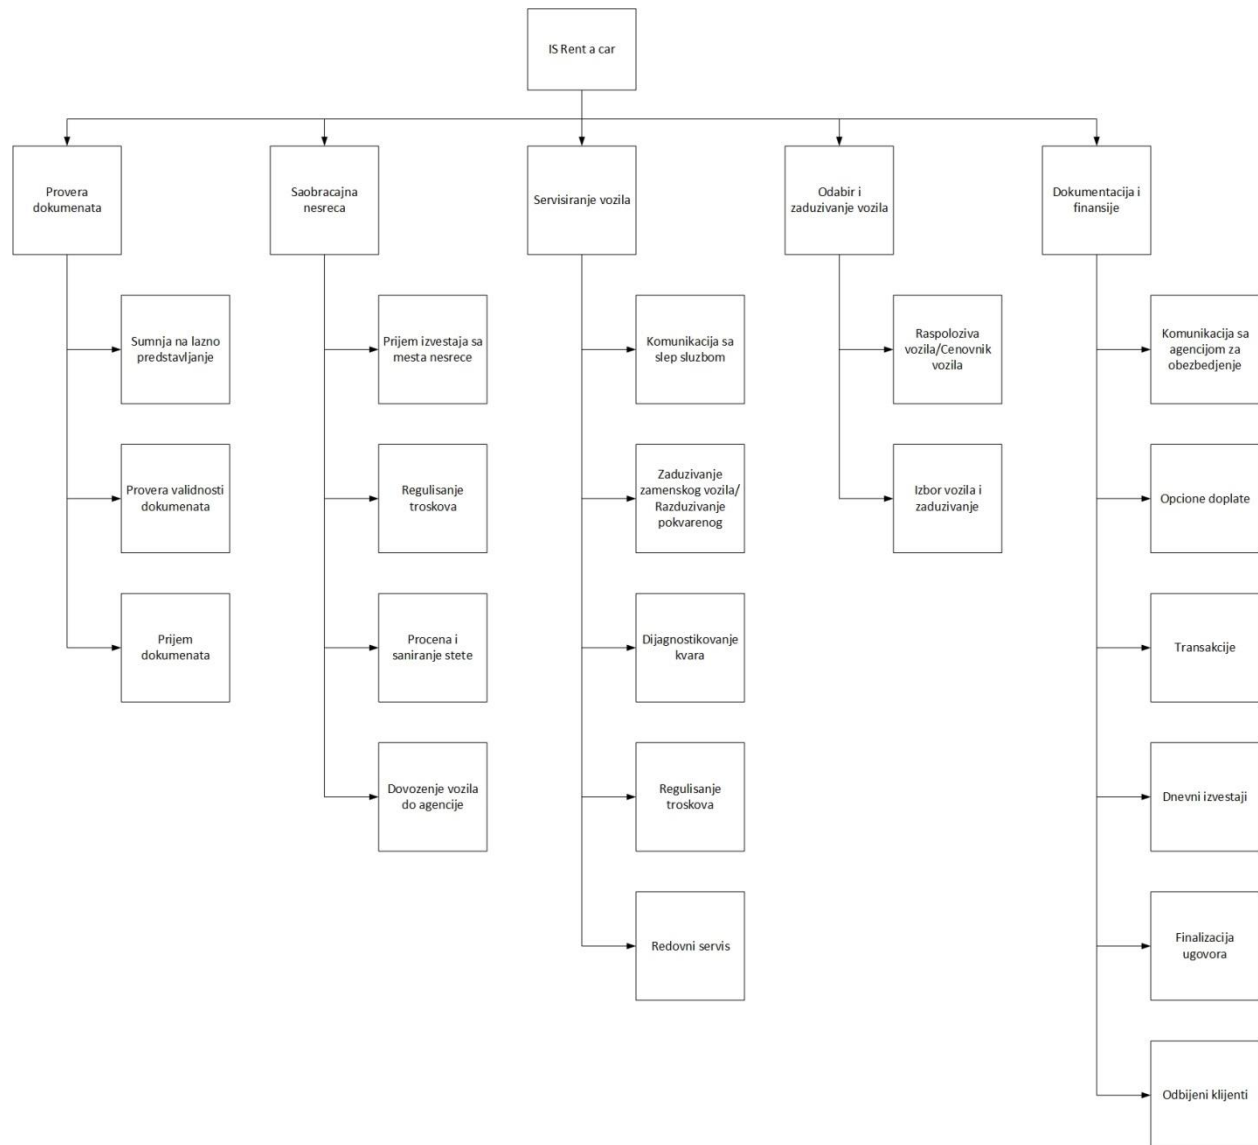 IS Rent a car
Provera
dokumenata
Saobracajna
nesreca
Servisiranje vozila
Odabir i
zaduzivanje vozila
Dokumentacija i
finansije
Sumnja na lazno
predstavljanje
Prijem izvestaja sa
mesta nesrece
Komunikacija sa
slep sluzbom
Raspoloziva
vozila/Cenovnik
vozila
Komunikacija sa
agencijom za
obezbedjenje
Provera validnosti
dokumenata
Regulisanje
troskova
Zaduzivanje
zamenskog vozila/
Razduzivanje
pokvarenog
Izbor vozila i
zaduzivanje
Opcione doplate
Prijem
dokumenata
Procena i
saniranje stete
Dijagnostikovanje
kvara
Transakcije
Dovozenje vozila
do agencije
Regulisanje
troskova
Dnevni izvestaji
Redovni servis
Finalizacija
ugovora
Odbijeni klijenti